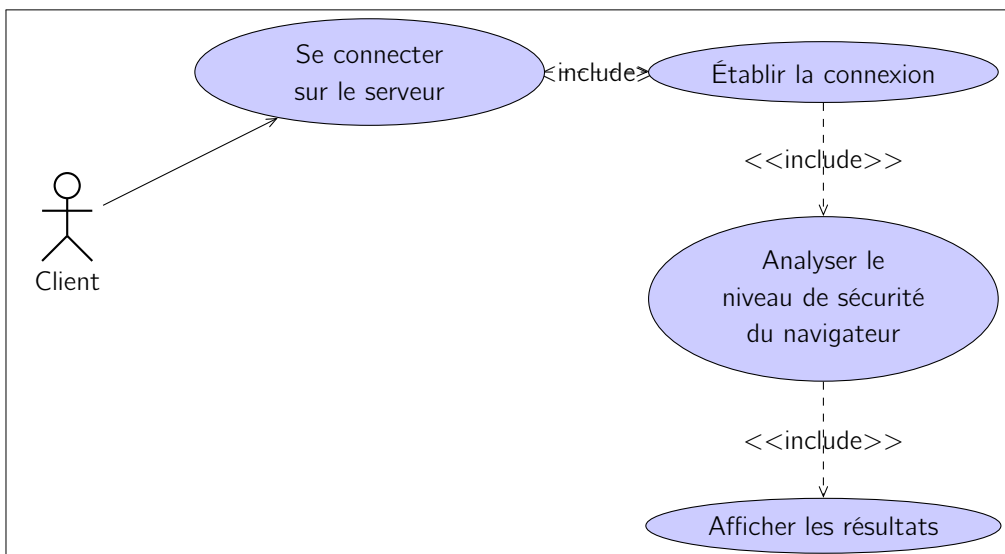 Se connecter
sur le serveur
<<include>>
Établir la connexion
<<include>>
Client
Analyser le
niveau de sécurité
du navigateur
<<include>>
Afficher les résultats